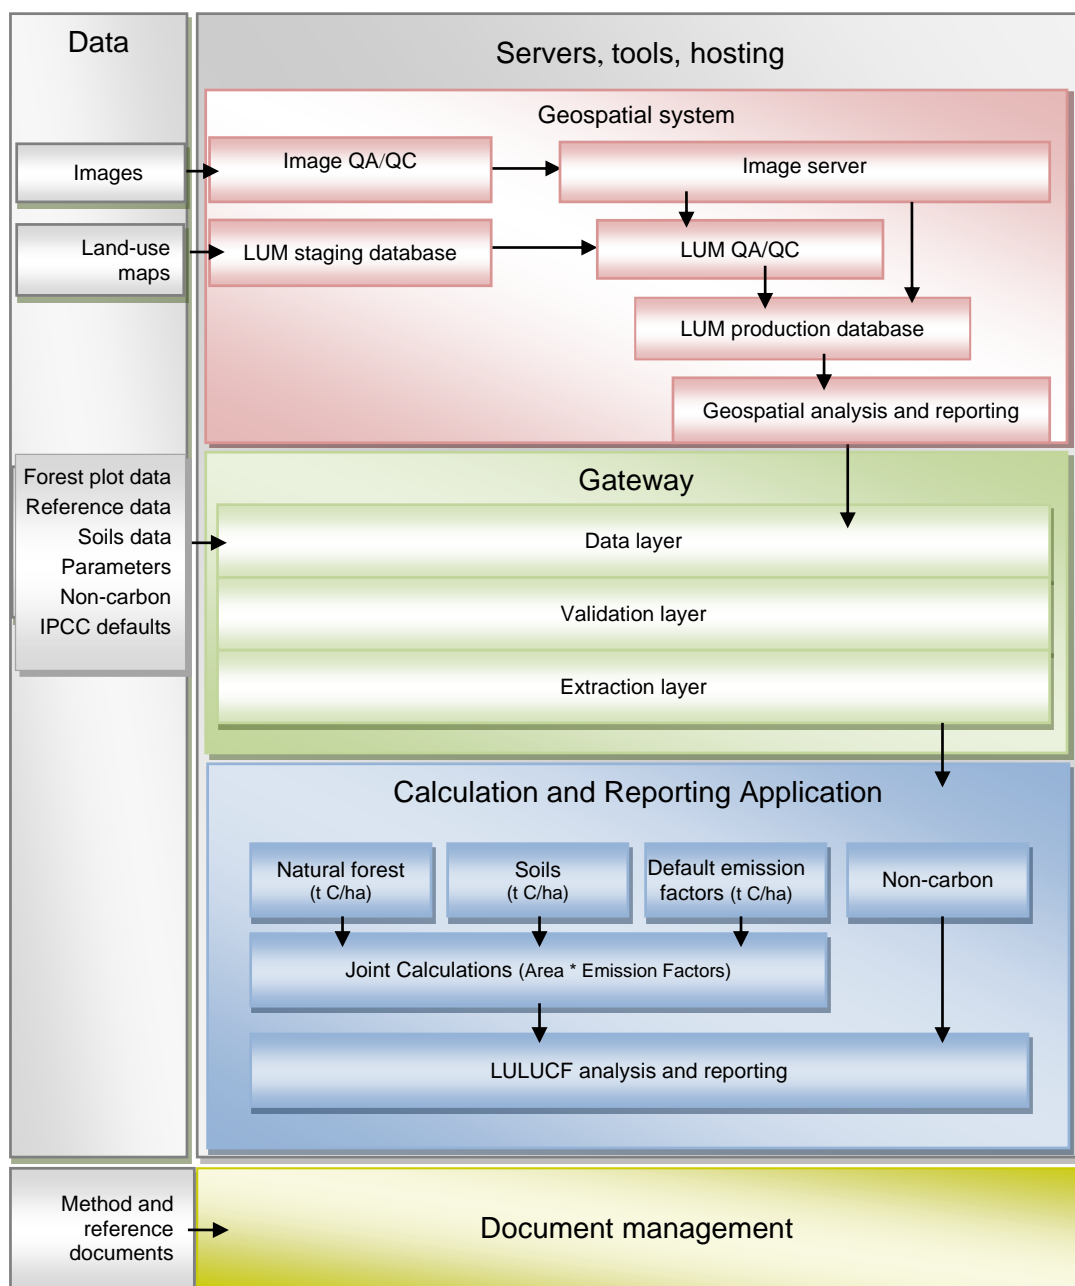 Data
Servers, tools, hosting
Geospatial system
Images
Image QA/QC
Image server
Land-use
maps
LUM staging database
LUM QA/QC
LUM production database
Geospatial analysis and reporting
Forest plot data
Reference data
Soils data
Parameters
Non-carbon
IPCC defaults
Gateway
Data layer
Validation layer
Extraction layer
Calculation and Reporting Application
Natural forest
(t C/ha)
Soils
(t C/ha)
Default emission
factors (t C/ha)
Non-carbon
Joint Calculations (Area * Emission Factors)
LULUCF analysis and reporting
Method and
reference
documents
Document management